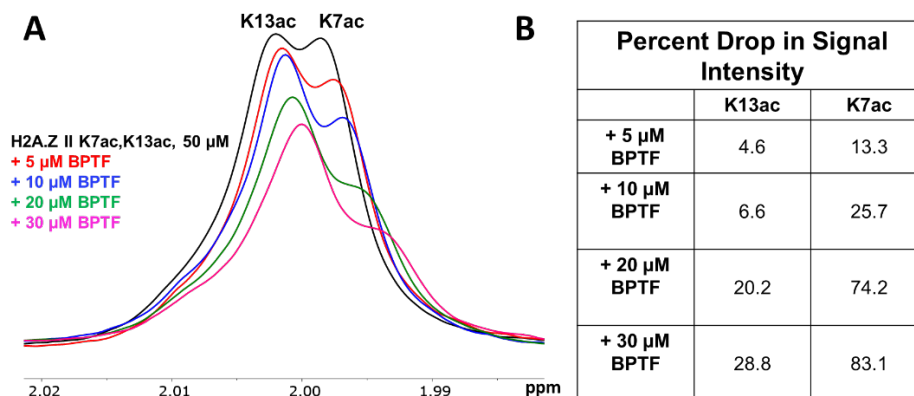 A
K13ac K7ac
H2A.Z II K7ac,K13ac, 50 µM
+ 5 µM BPTF
+ 10 µM BPTF
+ 20 µM BPTF
+ 30 µM BPTF
2.02 2.01 2.00 1.99 ppm
B
Percent Drop in Signal
Intensity
K13ac K7ac
+ 5 µM
BPTF
4.6 13.3
+ 10 µM
BPTF
6.6 25.7
+ 20 µM
BPTF
20.2 74.2
+ 30 µM
BPTF
28.8 83.1